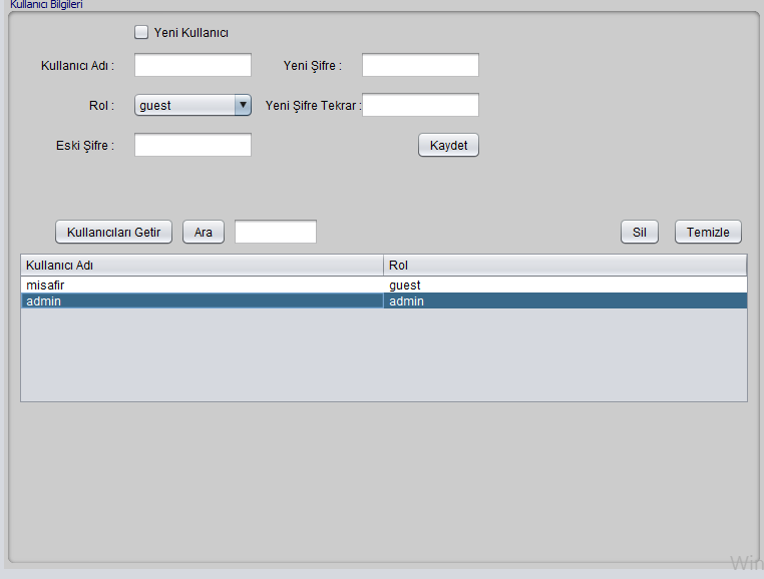 Kullanıcı Bilgileri
Yeni Kullanıcı
Kullanıcı Adı : Yeni Şifre :
Rol : guest Yeni Şifre Tekrar :
Eski Şifre : Kaydet
Kullanıcıları Getir Ara Sil Temizle
Kullanıcı Adı Rol
misafir guest
admin admin
Win